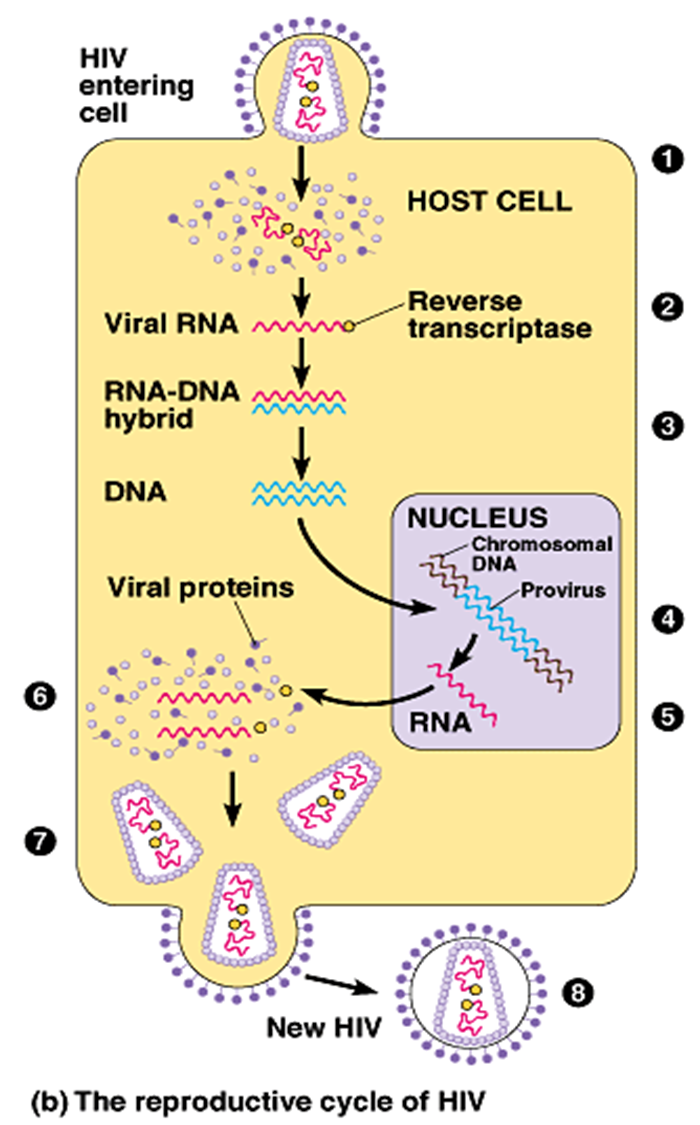 HIV
entering
cell
1
HOST CELL
2
Reverse
transcriptase
Viral RNA
RNA-DNA
hybrid
3
DNA
NUCLEUS
Chromosomal
DNA
Provirus
Viral proteins
4
6
5
RNA
7
8
New HIV
(b) The reproductive cycle of HIV